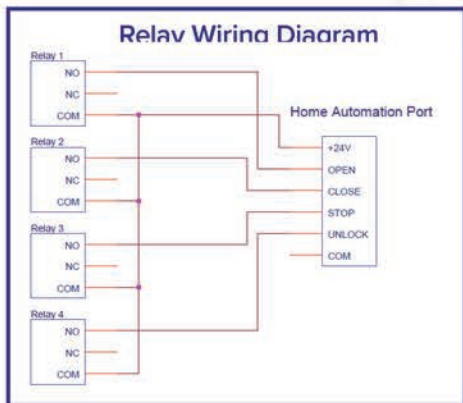 Relay Wiring Diagram
Relay 1
NO
NC
COM
Relay 2
NO
NC
COM
Relay 3
NO
NC
COM
Relay 4
NO
NC
COM
Home Automation Port
+24V
OPEN
CLOSE
STOP
UNLOCK
COM